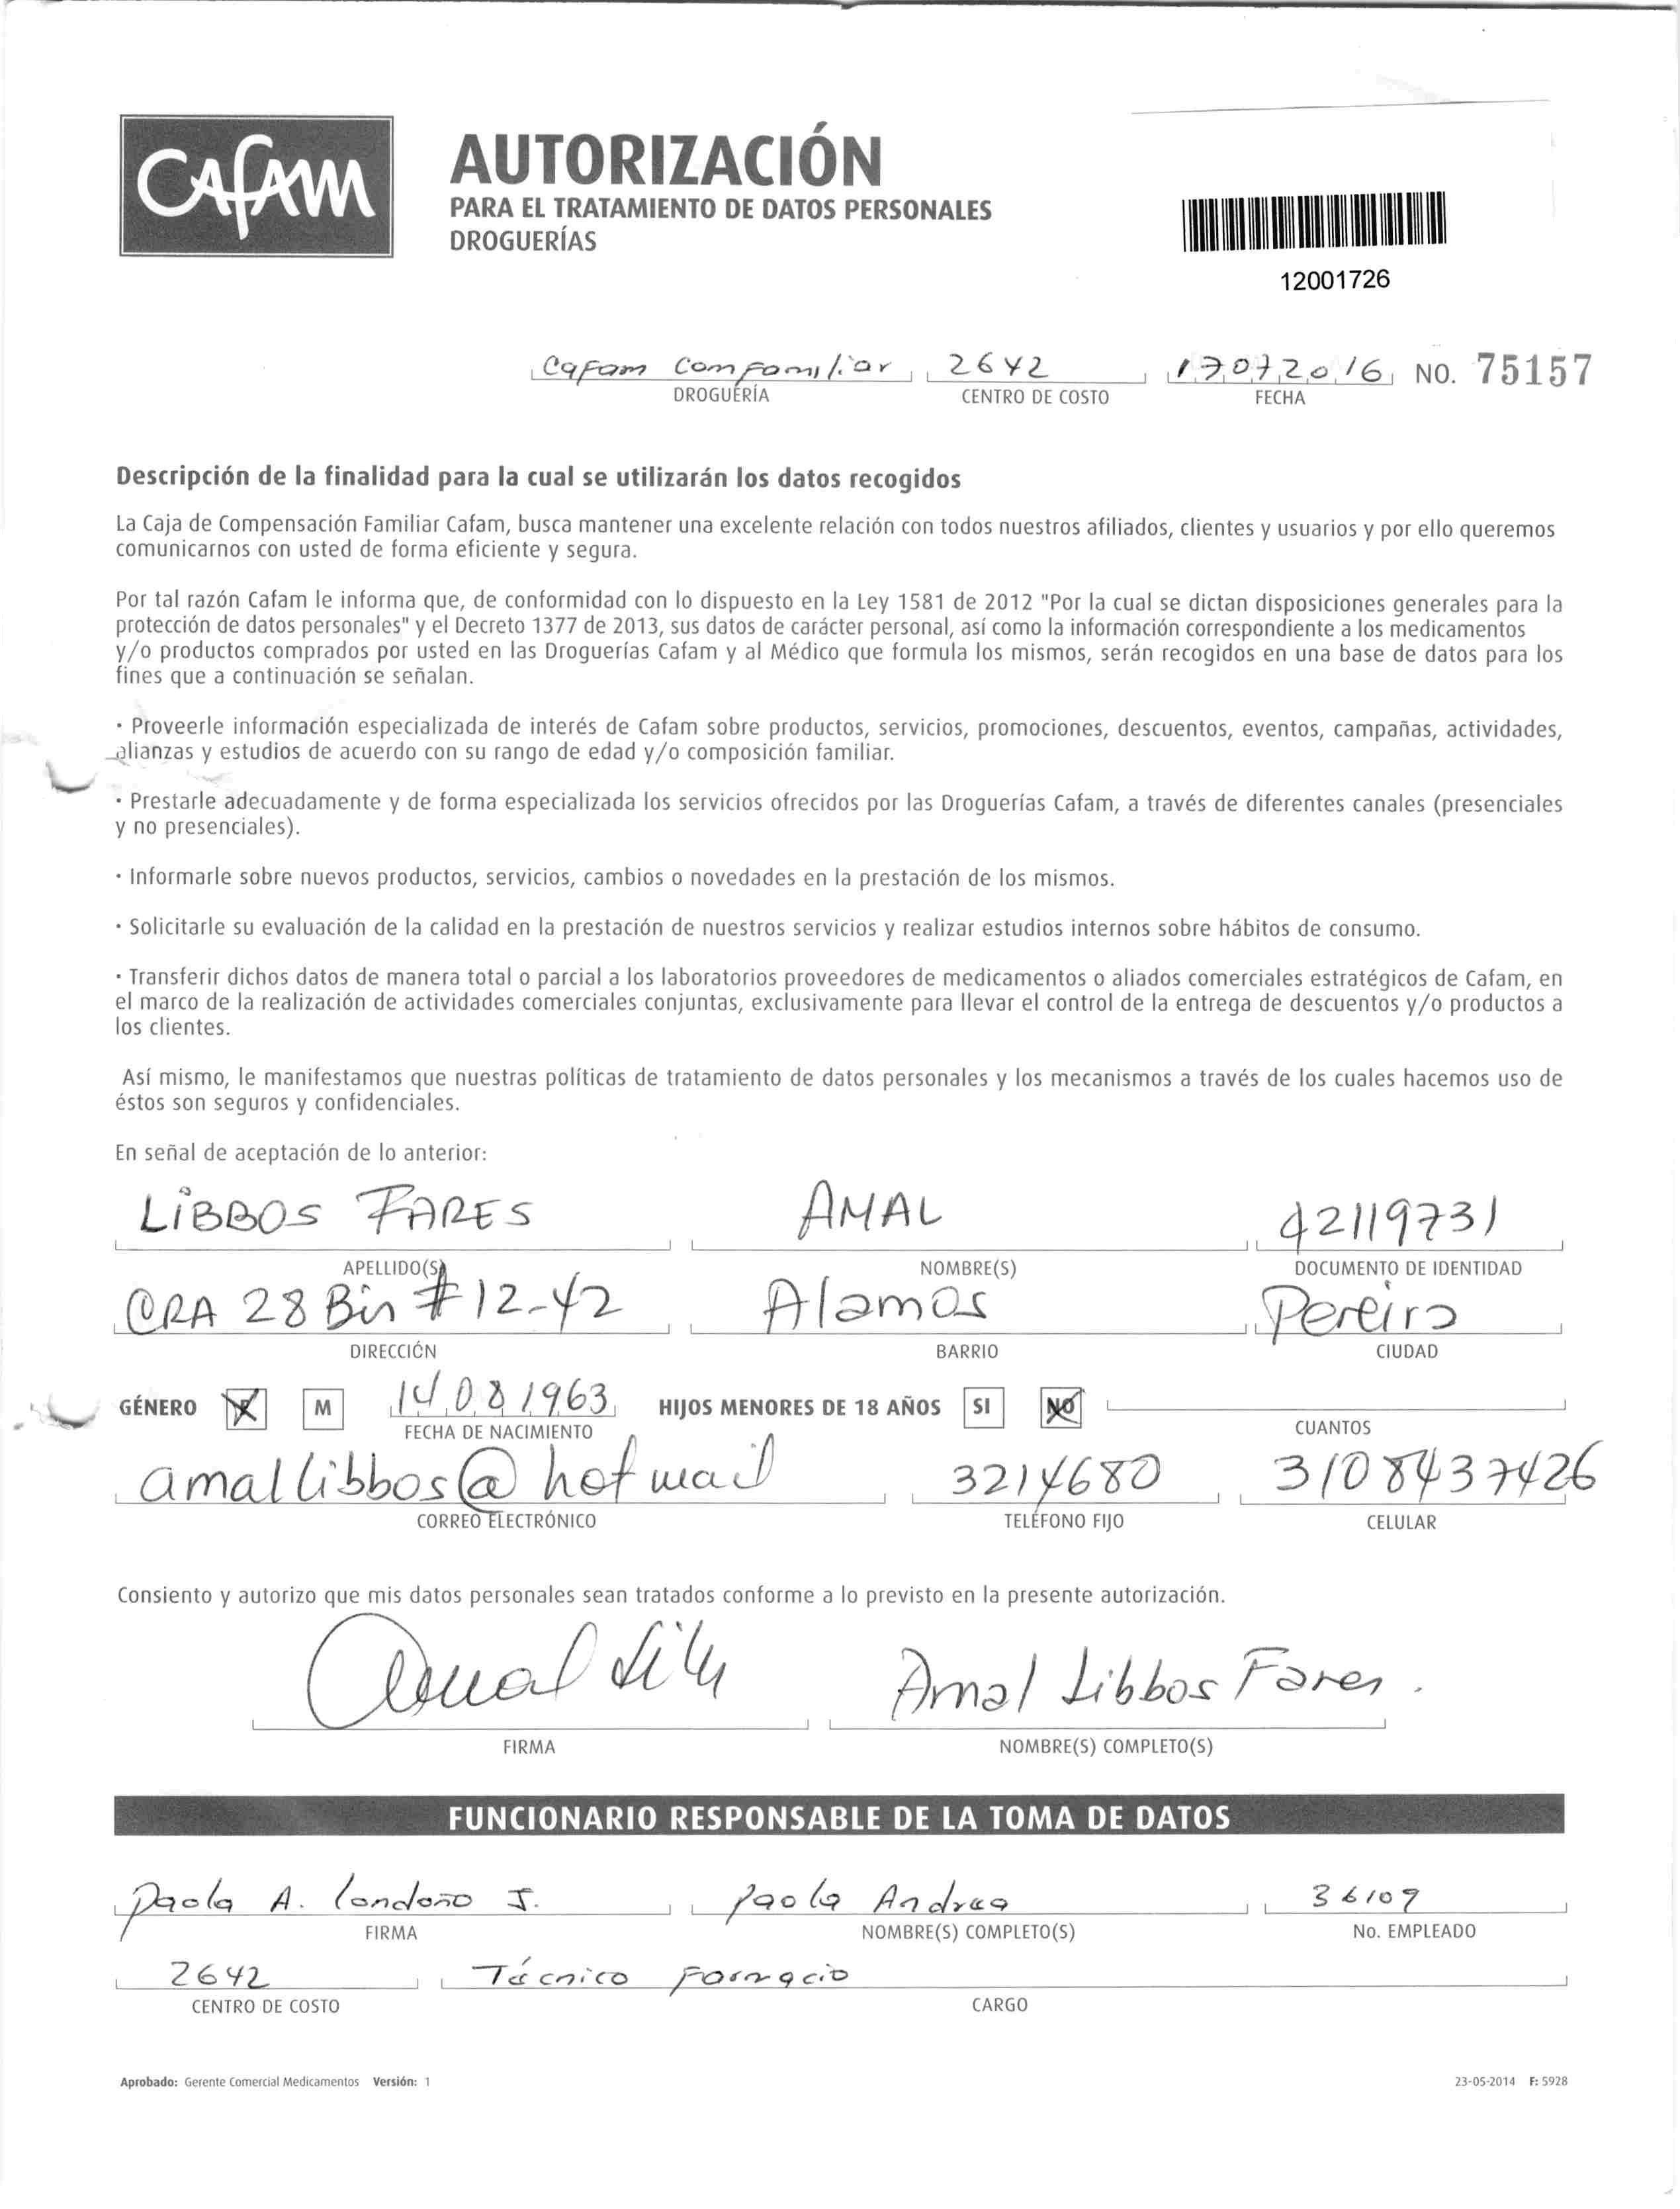 CAFAM
AUTORIZACIÓN
PARA EL TRATAMIENTO DE DATOS PERSONALES
DROGUERÍAS
12001726
Cafam Comfamiliar 2642 17072016 NO. 75157
DROGUERÍA CENTRO DE COSTO FECHA
Descripción de la finalidad para la cual se utilizarán los datos recogidos
La Caja de Compensación Familiar Cafam, busca mantener una excelente relación con todos nuestros afiliados, clientes y usuarios y por ello queremos
comunicarnos con usted de forma eficiente y segura.
Por tal razón Cafam le informa que, de conformidad con lo dispuesto en la Ley 1581 de 2012 "Por la cual se dictan disposiciones generales para la
protección de datos personales" y el Decreto 1377 de 2013, sus datos de carácter personal, así como la información correspondiente a los medicamentos
y/o productos comprados por usted en las Droguerías Cafam y al Médico que formula los mismos, serán recogidos en una base de datos para los
fines que a continuación se señalan.
· Proveerle información especializada de interés de Cafam sobre productos, servicios, promociones, descuentos, eventos, campañas, actividades,
alianzas y estudios de acuerdo con su rango de edad y/o composición familiar.
· Prestarle adecuadamente y de forma especializada los servicios ofrecidos por las Droguerías Cafam, a través de diferentes canales (presenciales
y no presenciales).
· Informarle sobre nuevos productos, servicios, cambios o novedades en la prestación de los mismos.
· Solicitarle su evaluación de la calidad en la prestación de nuestros servicios y realizar estudios internos sobre hábitos de consumo.
· Transferir dichos datos de manera total o parcial a los laboratorios proveedores de medicamentos o aliados comerciales estratégicos de Cafam, en
el marco de la realización de actividades comerciales conjuntas, exclusivamente para llevar el control de la entrega de descuentos y/o productos a
los clientes.
Así mismo, le manifestamos que nuestras políticas de tratamiento de datos personales y los mecanismos a través de los cuales hacemos uso de
éstos son seguros y confidenciales.
En señal de aceptación de lo anterior:
LIBBOS FARES AMAL 42119731
APELLIDO(S) NOMBRE(S) DOCUMENTO DE IDENTIDAD
CRA 28 Bis #12-42 Alamos Pereira
DIRECCIÓN BARRIO CIUDAD
GÉNERO F M 14081963 HIJOS MENORES DE 18 AÑOS SI NO
FECHA DE NACIMIENTO CUANTOS
amallibbos@hotmail 3214680 3108437426
CORREO ELECTRÓNICO TELÉFONO FIJO CELULAR
Consiento y autorizo que mis datos personales sean tratados conforme a lo previsto en la presente autorización.
Amal Libbos Fares.
FIRMA NOMBRE(S) COMPLETO(S)
FUNCIONARIO RESPONSABLE DE LA TOMA DE DATOS
Paola A. Londoño J. Paola Andrea 36109
FIRMA NOMBRE(S) COMPLETO(S) No. EMPLEADO
2642 Técnico Farmacia
CENTRO DE COSTO CARGO
Aprobado: Gerente Comercial Medicamentos Versión: 1 23-05-2014 F: 5928